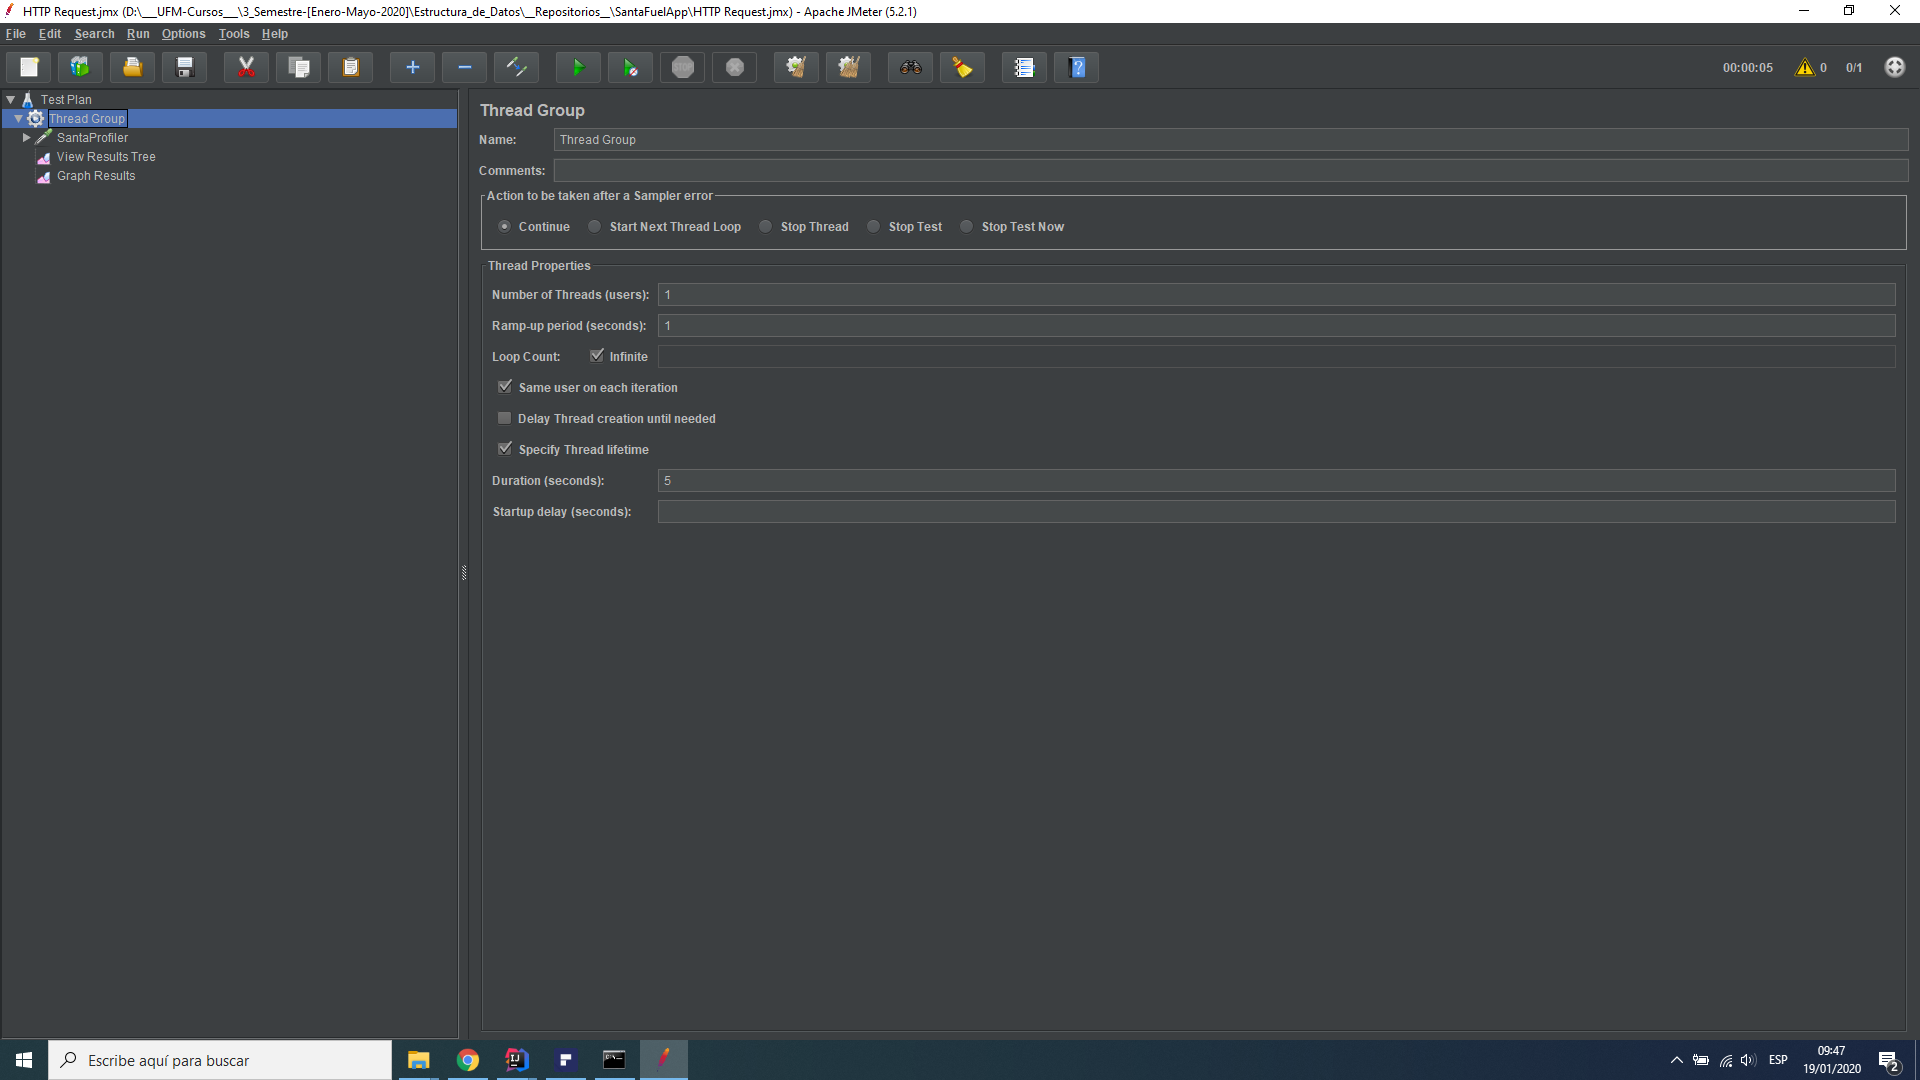 HTTP Request.jmx (D:\___UFM-Cursos___\3_Semestre-[Enero-Mayo-2020]\Estructura_de_Datos\__Repositorios__\SantaFuelApp\HTTP Request.jmx) - Apache JMeter (5.2.1)
File Edit Search Run Options Tools Help
STOP
00:00:05 0 0/1
Test Plan
Thread Group
SantaProfiler
View Results Tree
Graph Results
Thread Group
Name: Thread Group
Comments:
Action to be taken after a Sampler error
Continue Start Next Thread Loop Stop Thread Stop Test Stop Test Now
Thread Properties
Number of Threads (users): 1
Ramp-up period (seconds): 1
Loop Count: Infinite
Same user on each iteration
Delay Thread creation until needed
Specify Thread lifetime
Duration (seconds): 5
Startup delay (seconds):
Escribe aquí para buscar
ESP
09:47
19/01/2020
2